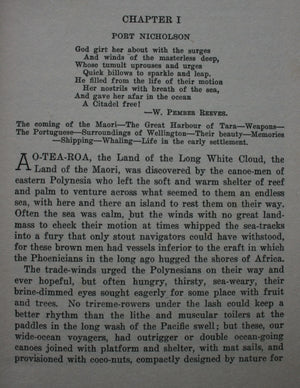 CHAPTER I
PORT NICHOLSON
God girt her about with the surges
And winds of the masterless deep,
Whose tumult uprouses and urges
Quick billows to sparkle and leap.
He filled from the life of their motion
Her nostrils with breath of the sea,
And gave her afar in the ocean
A Citadel free!
—W. PEMBER REEVES.
The coming of the Maori—The Great Harbour of Tara—Weapons—
The Portuguese—Surroundings of Wellington—Their beauty—Memories
—Shipping—Whaling—Life in the early settlement.
AO-TEA-ROA, the Land of the Long White Cloud, the
Land of the Maori, was discovered by the canoe-men of
eastern Polynesia who left the soft and warm shelter of reef
and palm to venture across what seemed to them an endless
sea, with here and there an island to rest them on their way.
Often the sea was calm, but the winds with no great land-
mass to check their motion at times whipped the sea-tracks
into a fury that only stout navigators could have withstood,
for these brown men had vessels inferior to the craft in which
the Phoenicians in the long ago hugged the shores of Africa.
The trade-winds urged the Polynesians on their way and
ever hopeful, but often hungry, thirsty, sea-weary, their
brine-dimmed eyes sought eagerly for some place with fruit
and trees. No trireme-rowers under the lash could keep a
better rhythm than the lithe and muscular toilers at the
paddles in the long wash of the Pacific swell; but these, our
wide-ocean voyagers, had outrigger or double ocean-going
canoes joined with platform and shelter, with mat sails, and
provisioned with coco-nuts, compactly designed by nature for